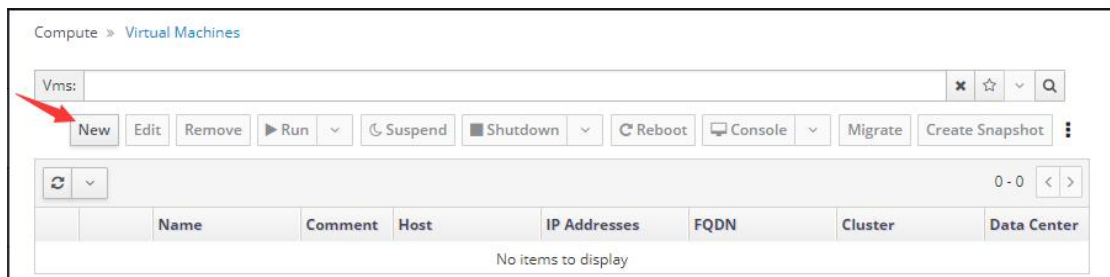 Compute » Virtual Machines
Vms:
New Edit Remove Run Suspend Shutdown Reboot Console Migrate Create Snapshot
0 - 0
Name Comment Host IP Addresses FQDN Cluster Data Center
No items to display